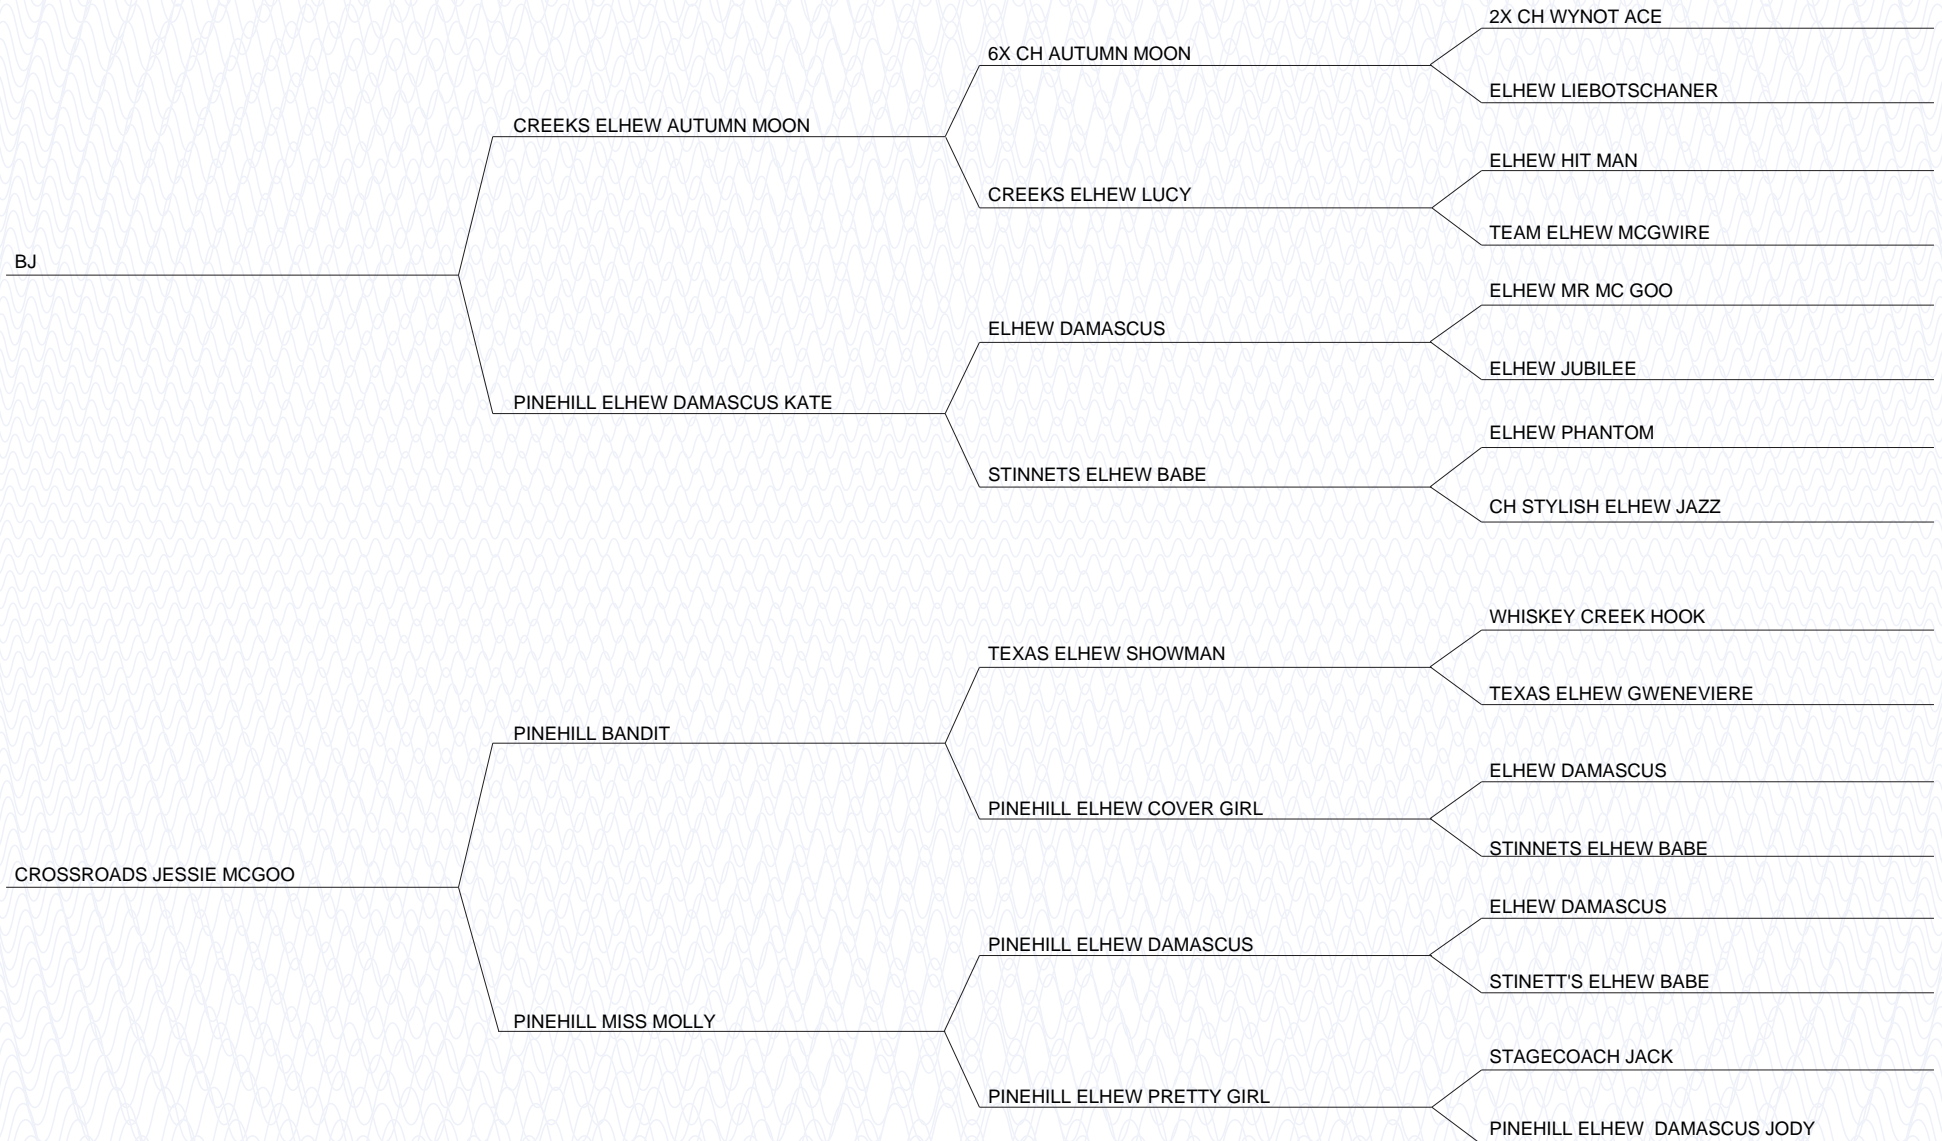 2X CH WYNOT ACE
6X CH AUTUMN MOON
ELHEW LIEBOTSCHANER
CREEKS ELHEW AUTUMN MOON
ELHEW HIT MAN
CREEKS ELHEW LUCY
TEAM ELHEW MCGWIRE
BJ
ELHEW MR MC GOO
ELHEW DAMASCUS
ELHEW JUBILEE
PINEHILL ELHEW DAMASCUS KATE
ELHEW PHANTOM
STINNETS ELHEW BABE
CH STYLISH ELHEW JAZZ
WHISKEY CREEK HOOK
TEXAS ELHEW SHOWMAN
TEXAS ELHEW GWENEVIERE
PINEHILL BANDIT
ELHEW DAMASCUS
PINEHILL ELHEW COVER GIRL
STINNETS ELHEW BABE
CROSSROADS JESSIE MCGOO
ELHEW DAMASCUS
PINEHILL ELHEW DAMASCUS
STINETT'S ELHEW BABE
PINEHILL MISS MOLLY
STAGECOACH JACK
PINEHILL ELHEW PRETTY GIRL
PINEHILL ELHEW  DAMASCUS JODY